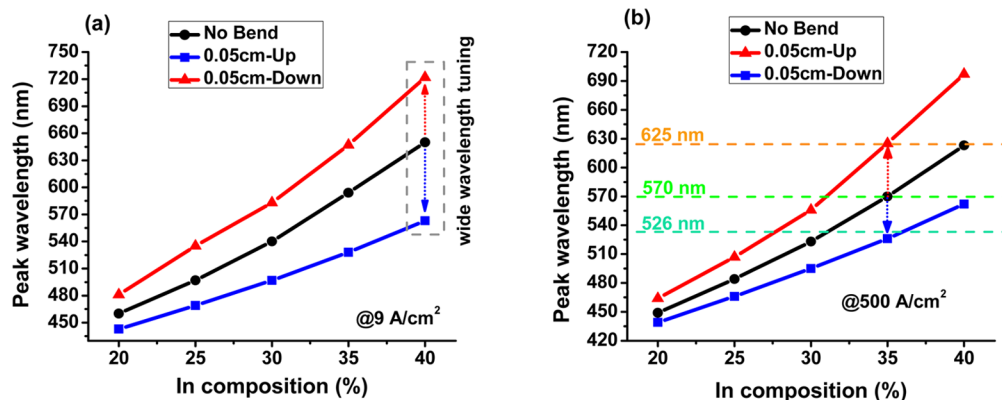 (a)
No Bend
0.05cm-Up
0.05cm-Down
Peak wavelength (nm)
750
720
690
660
630
600
570
540
510
480
450
wide wavelength tuning
@9 A/cm²
20
25
30
35
40
In composition (%)
(b)
No Bend
0.05cm-Up
0.05cm-Down
Peak wavelength (nm)
720
690
660
630
600
570
540
510
480
450
420
625 nm
570 nm
526 nm
@500 A/cm²
20
25
30
35
40
In composition (%)